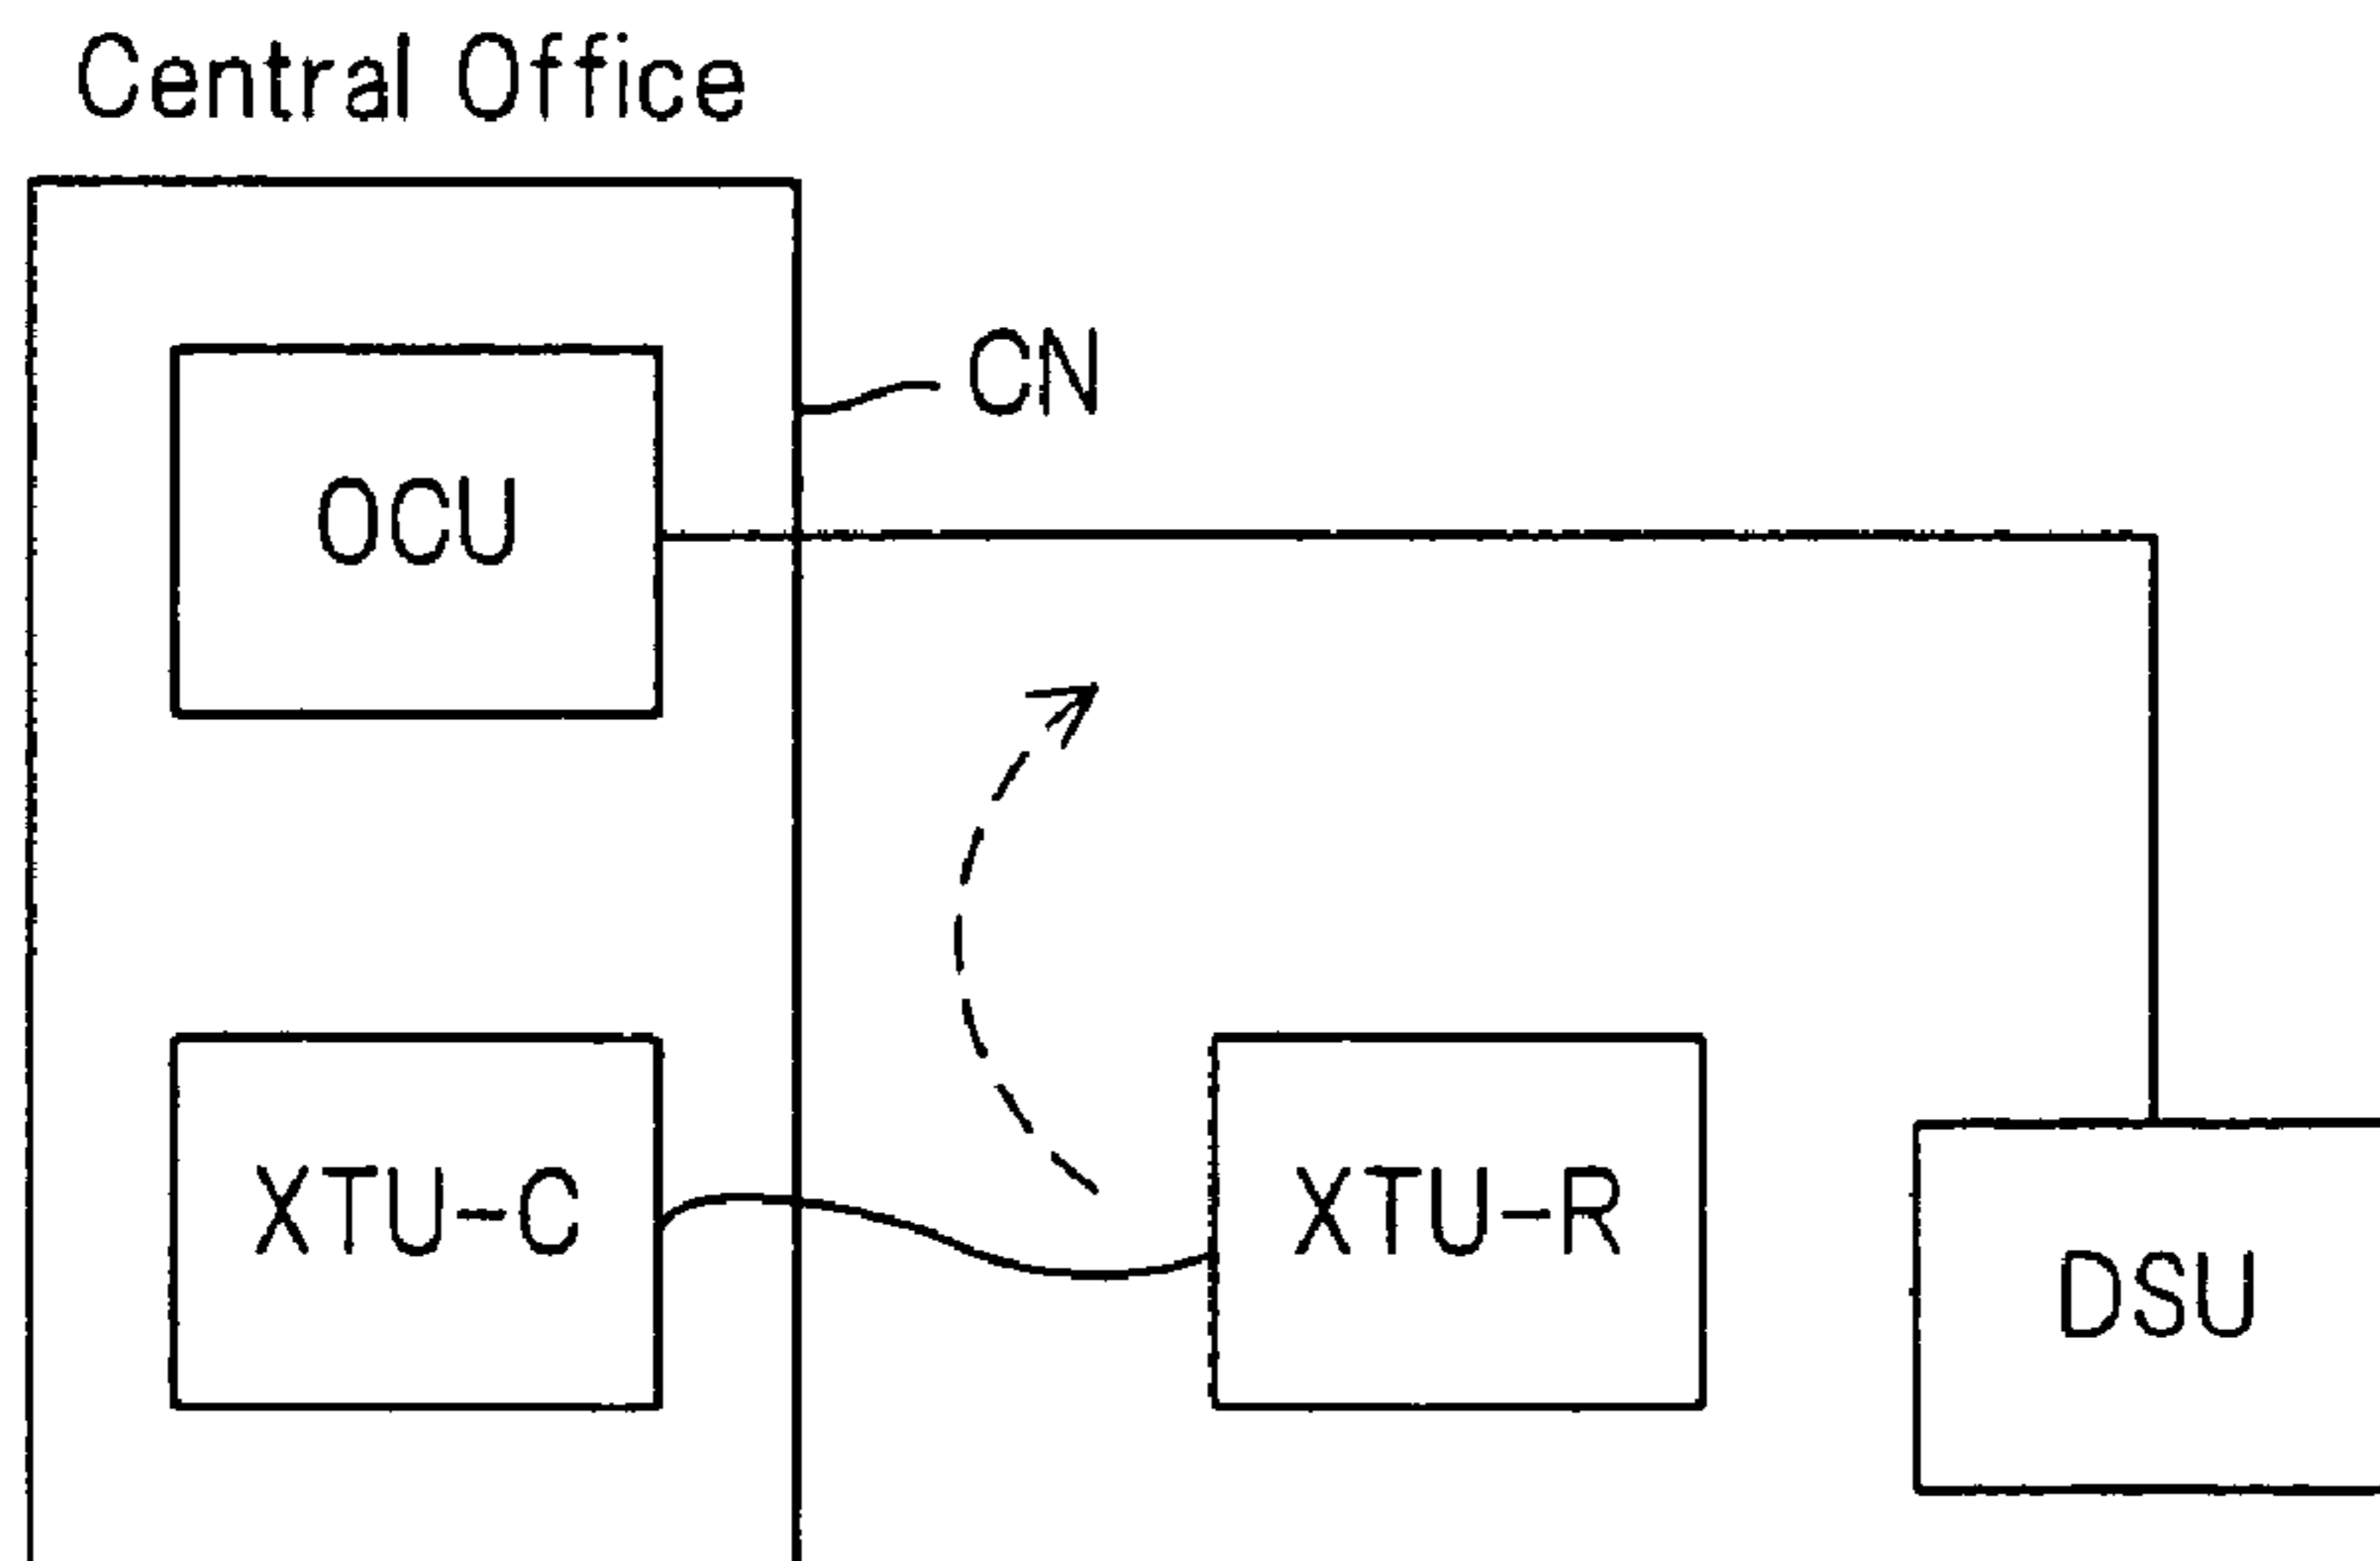 Central Office
CN
OCU
XTU-C
XTU-R
DSU